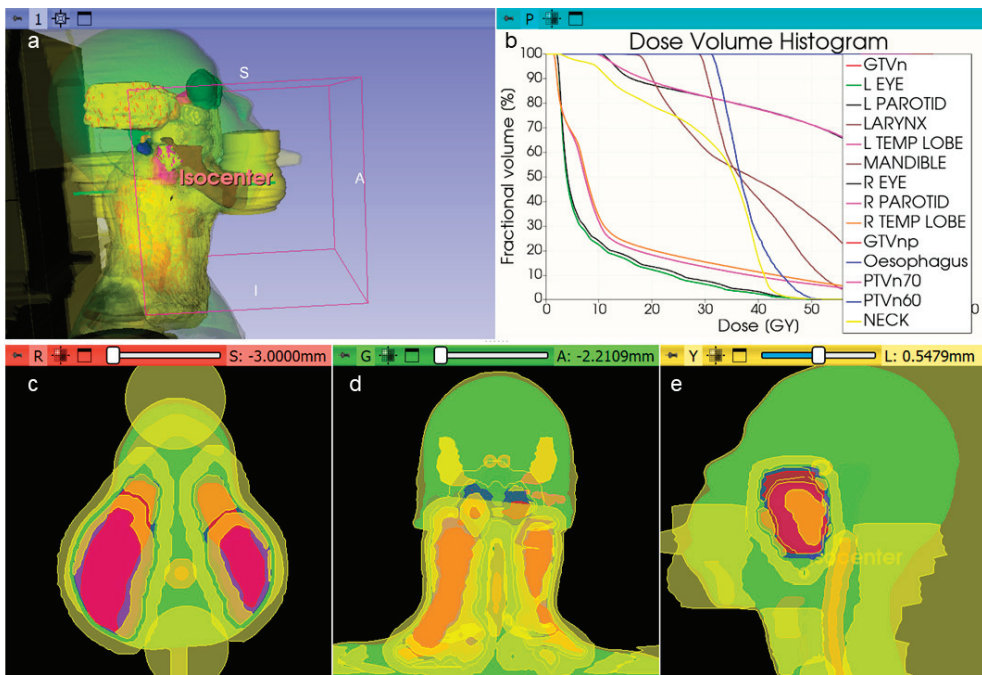 1
P
a
S
A
I
Isocenter
b
Dose Volume Histogram
Fractional volume (%)
100
90
80
70
60
50
40
30
20
10
0
0
10
20
30
40
50
0
Dose (GY)
GTVn
L EYE
L PAROTID
LARYNX
L TEMP LOBE
MANDIBLE
R EYE
R PAROTID
R TEMP LOBE
GTVnp
Oesophagus
PTVn70
PTVn60
NECK
R
S: -3.0000mm
G
A: -2.2109mm
Y
L: 0.5479mm
c
d
e
Isocenter